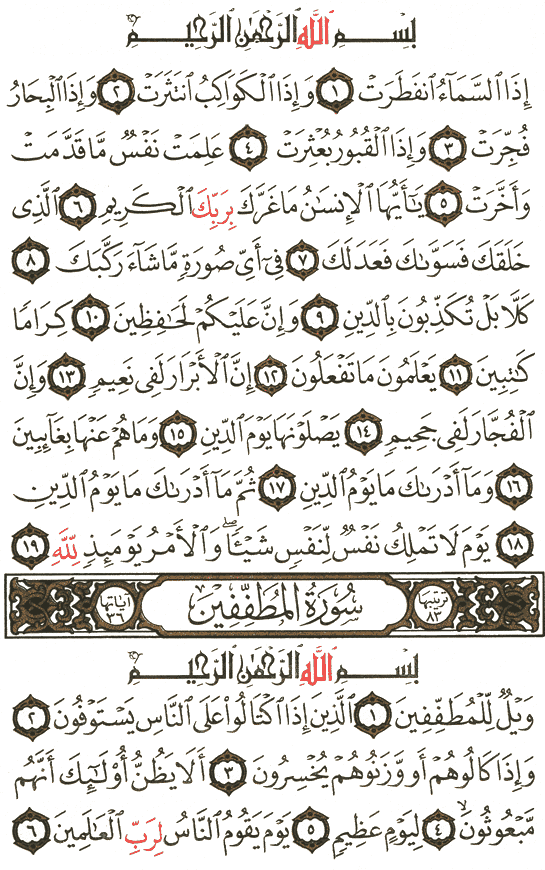 بِسْمِ ٱللَّهِ ٱلرَّحْمَٰنِ ٱلرَّحِيمِ
إِذَا ٱلسَّمَآءُ ٱنفَطَرَتْ ١ وَإِذَا ٱلْكَوَاكِبُ ٱنتَثَرَتْ ٢ وَإِذَا ٱلْبِحَارُ
فُجِّرَتْ ٣ وَإِذَا ٱلْقُبُورُ بُعْثِرَتْ ٤ عَلِمَتْ نَفْسٌ مَّا قَدَّمَتْ
وَأَخَّرَتْ ٥ يَٰٓأَيُّهَا ٱلْإِنسَٰنُ مَا غَرَّكَ بِرَبِّكَ ٱلْكَرِيمِ ٦ ٱلَّذِى
خَلَقَكَ فَسَوَّىٰكَ فَعَدَلَكَ ٧ فِىٓ أَىِّ صُورَةٍ مَّا شَآءَ رَكَّبَكَ ٨
كَلَّا بَلْ تُكَذِّبُونَ بِٱلدِّينِ ٩ وَإِنَّ عَلَيْكُمْ لَحَٰفِظِينَ ١٠ كِرَامًا
كَٰتِبِينَ ١١ يَعْلَمُونَ مَا تَفْعَلُونَ ١٢ إِنَّ ٱلْأَبْرَارَ لَفِى نَعِيمٍ ١٣ وَإِنَّ
ٱلْفُجَّارَ لَفِى جَحِيمٍ ١٤ يَصْلَوْنَهَا يَوْمَ ٱلدِّينِ ١٥ وَمَا هُمْ عَنْهَا بِغَآئِبِينَ
١٦ وَمَآ أَدْرَىٰكَ مَا يَوْمُ ٱلدِّينِ ١٧ ثُمَّ مَآ أَدْرَىٰكَ مَا يَوْمُ ٱلدِّينِ
١٨ يَوْمَ لَا تَمْلِكُ نَفْسٌ لِّنَفْسٍ شَيْـًٔا ۖ وَٱلْأَمْرُ يَوْمَئِذٍ لِّلَّهِ ١٩
ترتيبها ٨٣ سُورَةُ المُطَفِّفِينَ آياتها ٣٦
بِسْمِ ٱللَّهِ ٱلرَّحْمَٰنِ ٱلرَّحِيمِ
وَيْلٌ لِّلْمُطَفِّفِينَ ١ ٱلَّذِينَ إِذَا ٱكْتَالُوا۟ عَلَى ٱلنَّاسِ يَسْتَوْفُونَ ٢
وَإِذَا كَالُوهُمْ أَو وَّزَنُوهُمْ يُخْسِرُونَ ٣ أَلَا يَظُنُّ أُو۟لَٰٓئِكَ أَنَّهُم
مَّبْعُوثُونَ ٤ لِيَوْمٍ عَظِيمٍ ٥ يَوْمَ يَقُومُ ٱلنَّاسُ لِرَبِّ ٱلْعَٰلَمِينَ ٦